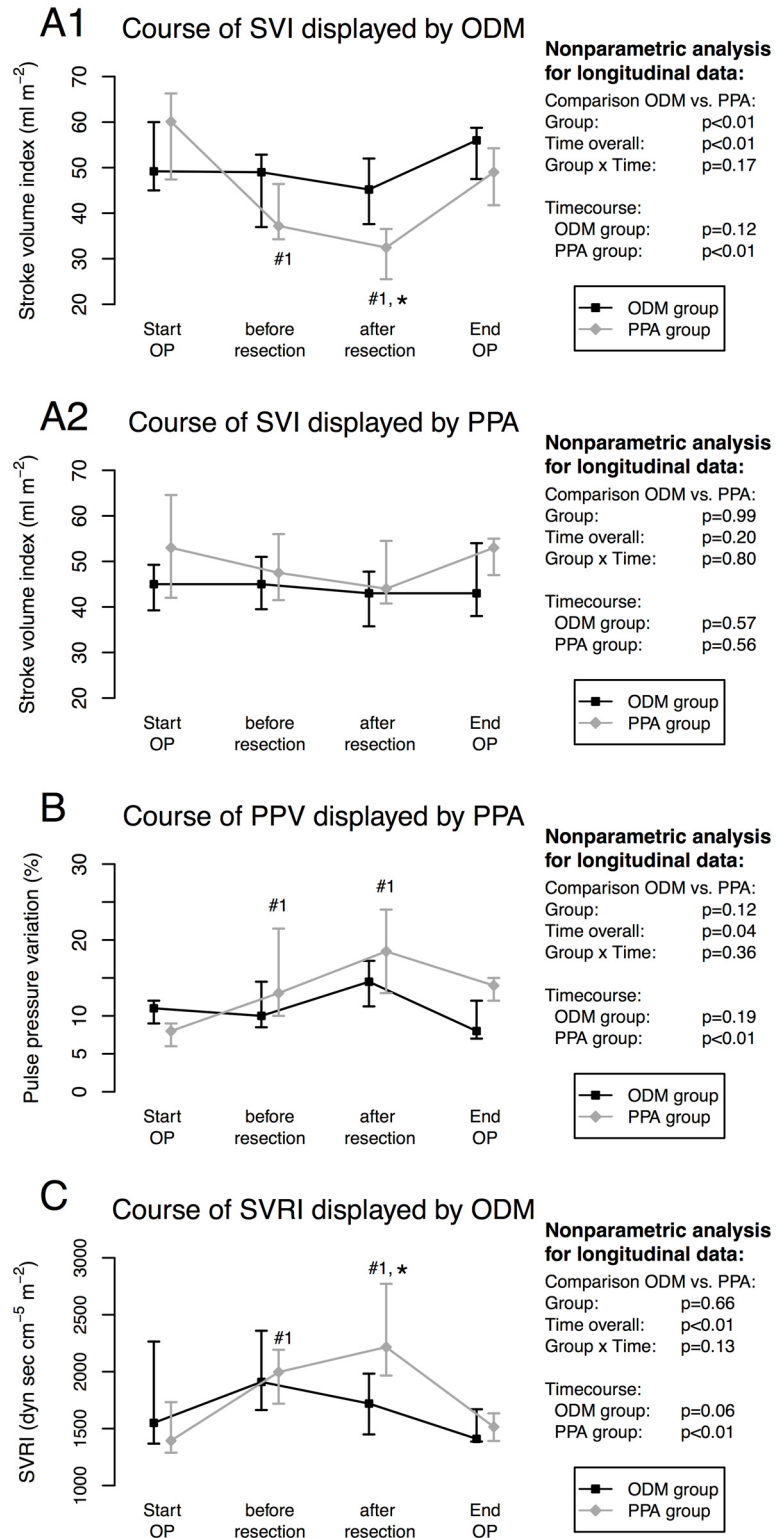 A1 Course of SVI displayed by ODM
Stroke volume index (ml m⁻²)
70
60
50
40
30
20
#1
#1, *
Start OP
before resection
after resection
End OP
Nonparametric analysis
for longitudinal data:
Comparison ODM vs. PPA:
Group: p<0.01
Time overall: p<0.01
Group x Time: p=0.17
Timecourse:
ODM group: p=0.12
PPA group: p<0.01
ODM group
PPA group
A2 Course of SVI displayed by PPA
Stroke volume index (ml m⁻²)
70
60
50
40
30
20
Start OP
before resection
after resection
End OP
Nonparametric analysis
for longitudinal data:
Comparison ODM vs. PPA:
Group: p=0.99
Time overall: p=0.20
Group x Time: p=0.80
Timecourse:
ODM group: p=0.57
PPA group: p=0.56
ODM group
PPA group
B Course of PPV displayed by PPA
Pulse pressure variation (%)
30
20
10
5
0
#1
#1
Start OP
before resection
after resection
End OP
Nonparametric analysis
for longitudinal data:
Comparison ODM vs. PPA:
Group: p=0.12
Time overall: p=0.04
Group x Time: p=0.36
Timecourse:
ODM group: p=0.19
PPA group: p<0.01
ODM group
PPA group
C Course of SVRI displayed by ODM
SVRI (dyn sec cm⁻⁵ m⁻²)
3000
2500
2000
1500
1000
#1
#1, *
Start OP
before resection
after resection
End OP
Nonparametric analysis
for longitudinal data:
Comparison ODM vs. PPA:
Group: p=0.66
Time overall: p<0.01
Group x Time: p=0.13
Timecourse:
ODM group: p=0.06
PPA group: p<0.01
ODM group
PPA group